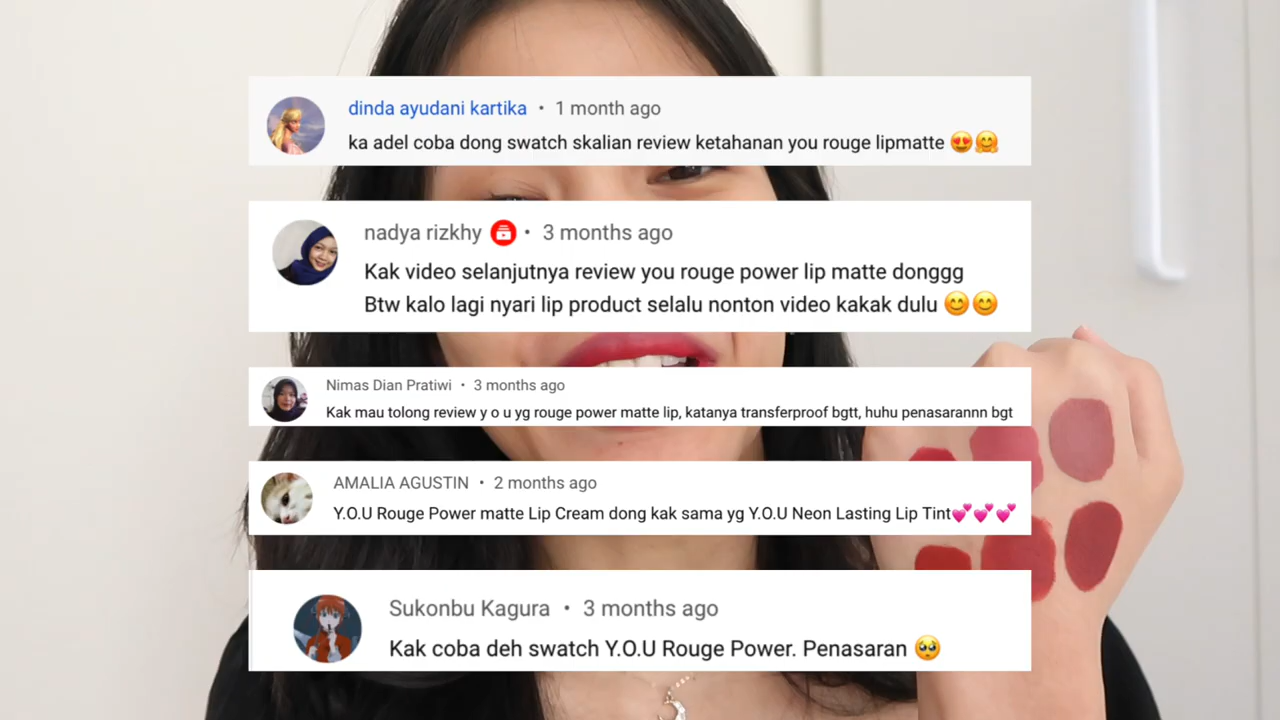 dinda ayudani kartika • 1 month ago
ka adel coba dong swatch skalian review ketahanan you rouge lipmatte 😍🤗
nadya rizkhy • 3 months ago
Kak video selanjutnya review you rouge power lip matte donggg
Btw kalo lagi nyari lip product selalu nonton video kakak dulu 😊😊
Nimas Dian Pratiwi • 3 months ago
Kak mau tolong review y o u yg rouge power matte lip, katanya transferproof bgtt, huhu penasarannn bgt
AMALIA AGUSTIN • 2 months ago
Y.O.U Rouge Power matte Lip Cream dong kak sama yg Y.O.U Neon Lasting Lip Tint💕💕💕
Sukonbu Kagura • 3 months ago
Kak coba deh swatch Y.O.U Rouge Power. Penasaran 🥺